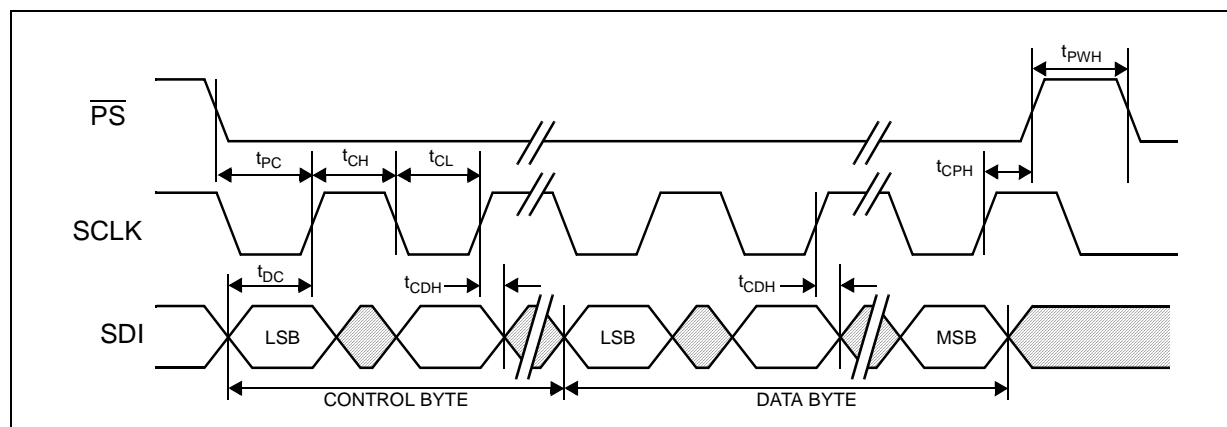 tPWH
PS
tPC
tCH
tCL
tCPH
SCLK
tDC
tCDH
tCDH
SDI
LSB
LSB
MSB
CONTROL BYTE
DATA BYTE